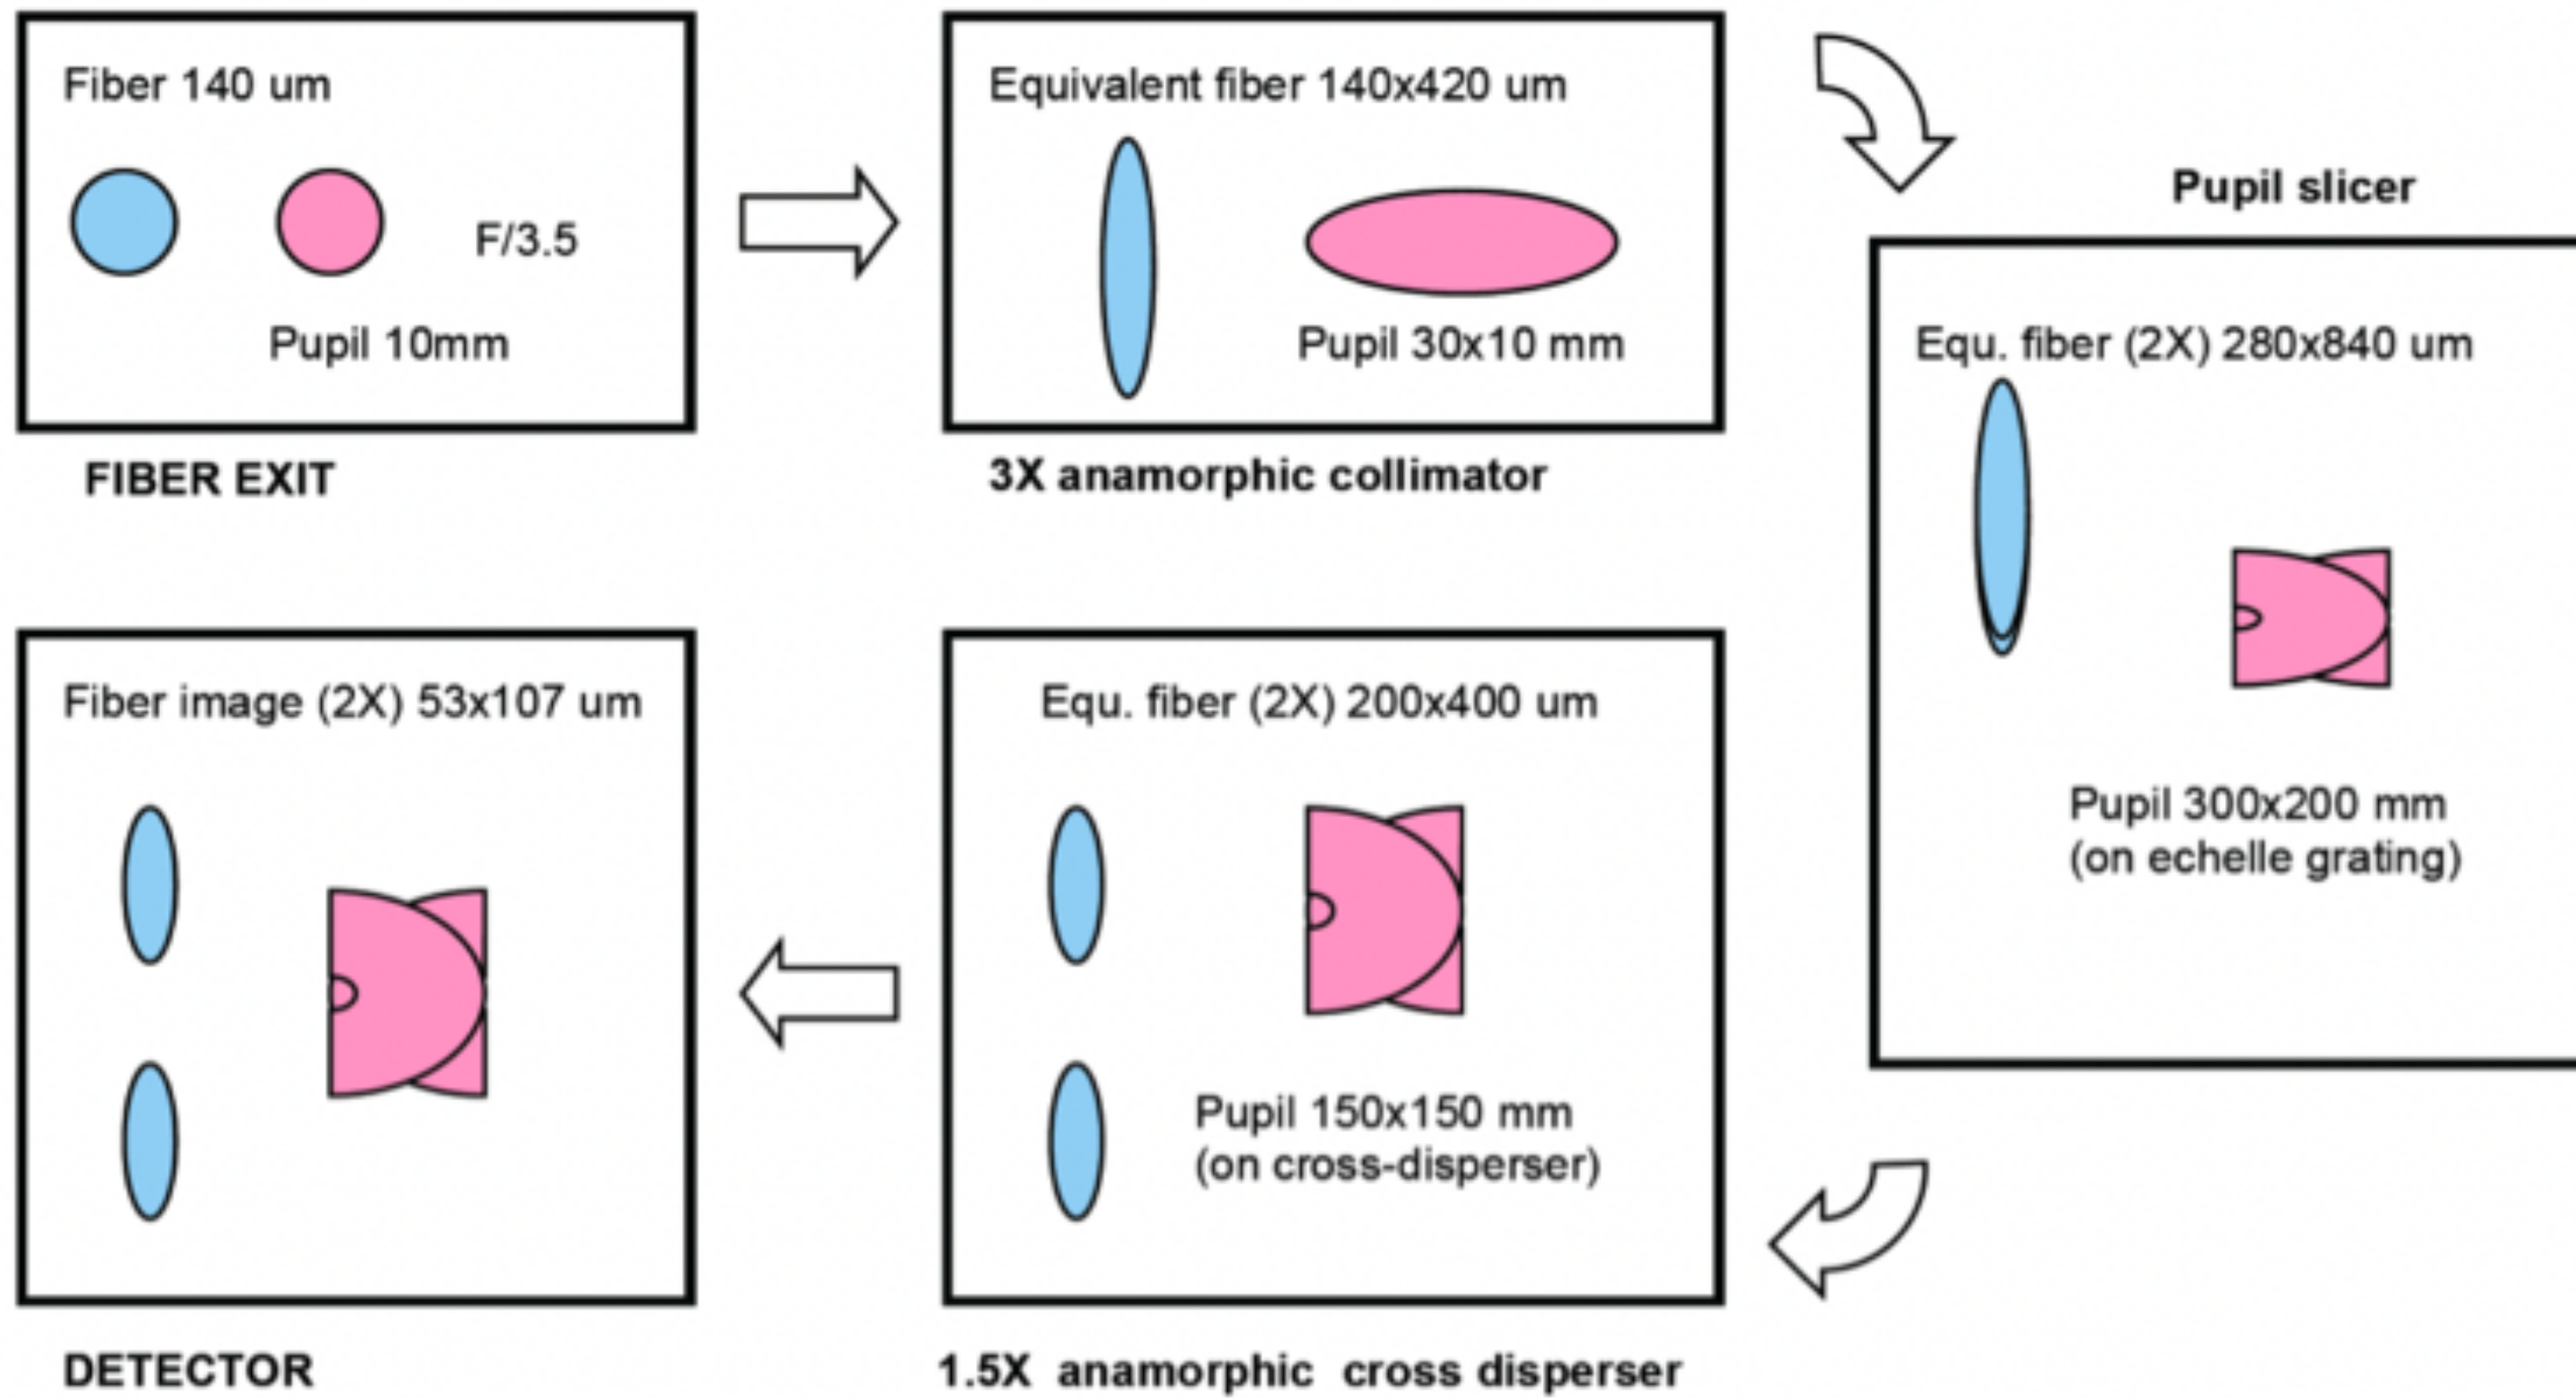 Fiber 140 um
F/3.5
Pupil 10mm
FIBER EXIT
Equivalent fiber 140x420 um
Pupil 30x10 mm
3X anamorphic collimator
Pupil slicer
Equ. fiber (2X) 280x840 um
Pupil 300x200 mm
(on echelle grating)
Equ. fiber (2X) 200x400 um
Pupil 150x150 mm
(on cross-disperser)
1.5X anamorphic cross disperser
Fiber image (2X) 53x107 um
DETECTOR